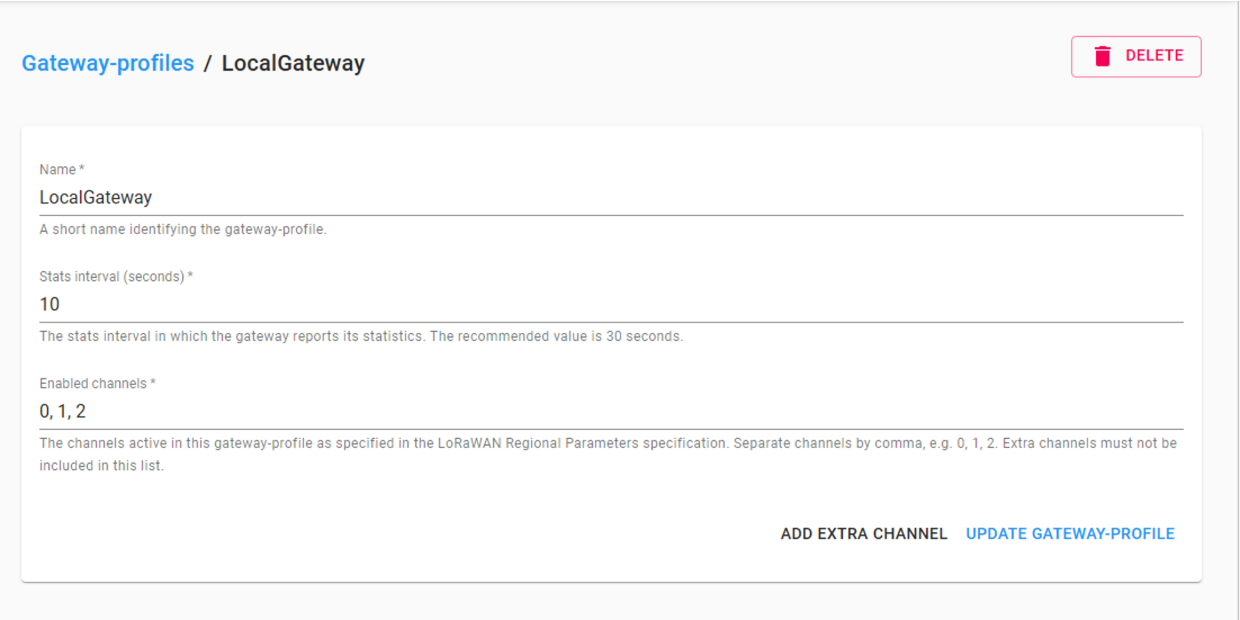 Gateway-profiles / LocalGateway
DELETE
Name *
LocalGateway
A short name identifying the gateway-profile.
Stats interval (seconds) *
10
The stats interval in which the gateway reports its statistics. The recommended value is 30 seconds.
Enabled channels *
0, 1, 2
The channels active in this gateway-profile as specified in the LoRaWAN Regional Parameters specification. Separate channels by comma, e.g. 0, 1, 2. Extra channels must not be
included in this list.
ADD EXTRA CHANNEL UPDATE GATEWAY-PROFILE